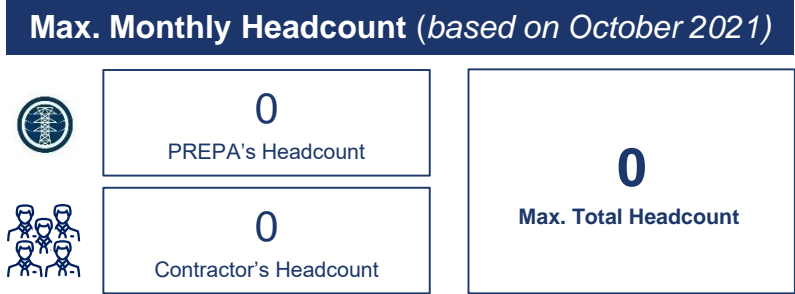 Max. Monthly Headcount (based on October 2021)
0
PREPA's Headcount
0
Contractor's Headcount
0
Max. Total Headcount